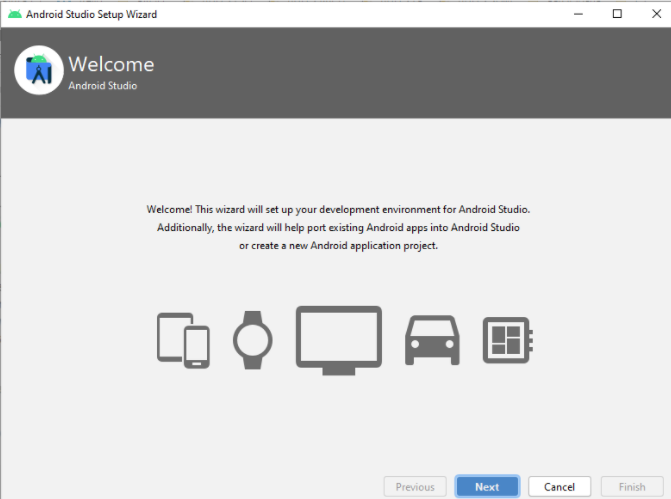 Android Studio Setup Wizard
Welcome
Android Studio
Welcome! This wizard will set up your development environment for Android Studio.
Additionally, the wizard will help port existing Android apps into Android Studio
or create a new Android application project.
Previous
Next
Cancel
Finish